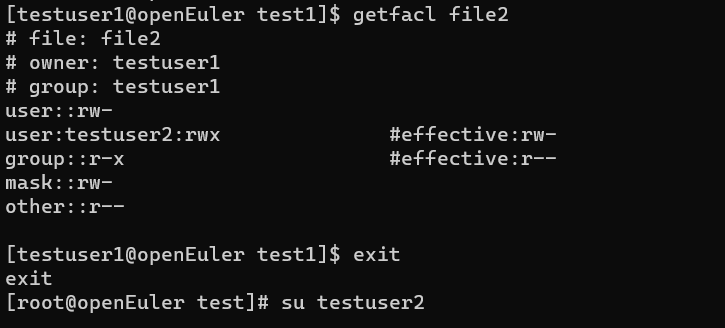 [testuser1@openEuler test1]$ getfacl file2
# file: file2
# owner: testuser1
# group: testuser1
user::rw-
user:testuser2:rwx              #effective:rw-
group::r-x                      #effective:r--
mask::rw-
other::r--
[testuser1@openEuler test1]$ exit
exit
[root@openEuler test]# su testuser2